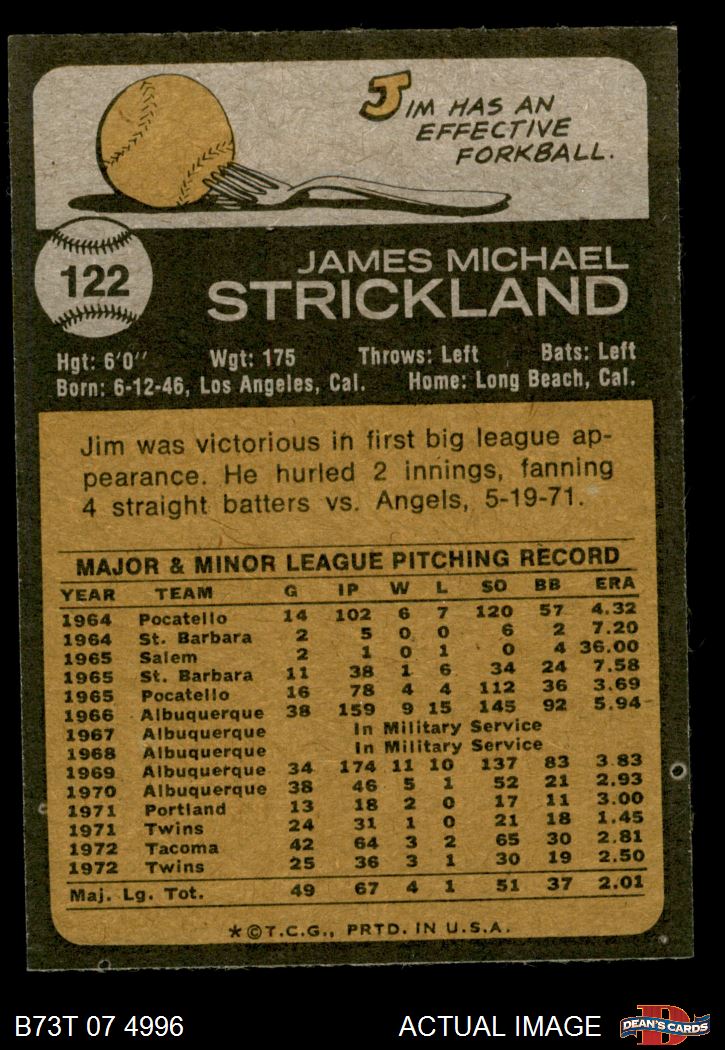 JIM HAS AN
EFFECTIVE
FORKBALL.
122
JAMES MICHAEL
STRICKLAND
Hgt: 6'0" Wgt: 175 Throws: Left Bats: Left
Born: 6-12-46, Los Angeles, Cal. Home: Long Beach, Cal.
Jim was victorious in first big league ap-
pearance. He hurled 2 innings, fanning
4 straight batters vs. Angels, 5-19-71.
MAJOR & MINOR LEAGUE PITCHING RECORD
YEAR TEAM G IP W L SO BB ERA
1964 Pocatello 14 102 6 7 120 57 4.32
1964 St. Barbara 2 5 0 0 6 2 7.20
1965 Salem 2 1 0 1 0 4 36.00
1965 St. Barbara 11 38 1 6 34 24 7.58
1965 Pocatello 16 78 4 4 112 36 3.69
1966 Albuquerque 38 159 9 15 145 92 5.94
1967 Albuquerque In Military Service
1968 Albuquerque In Military Service
1969 Albuquerque 34 174 11 10 137 83 3.83
1970 Albuquerque 38 46 5 1 52 21 2.93
1971 Portland 13 18 2 0 17 11 3.00
1971 Twins 24 31 1 0 21 18 1.45
1972 Tacoma 42 64 3 2 65 30 2.81
1972 Twins 25 36 3 1 30 19 2.50
Maj. Lg. Tot. 49 67 4 1 51 37 2.01
*©T.C.G., PRTD. IN U.S.A.
B73T 07 4996 ACTUAL IMAGE D DEAN'S CARDS